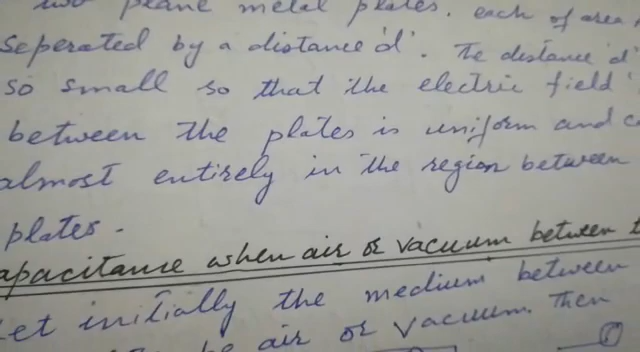 two plane metal plates. each of area
seperated by a distance 'd'. The distance 'd'
so small so that the electric field
between the plates is uniform and
almost entirely in the region between
plates.
apacitance when air or vacuum between
et initially the medium between
be air or vacuum. Then